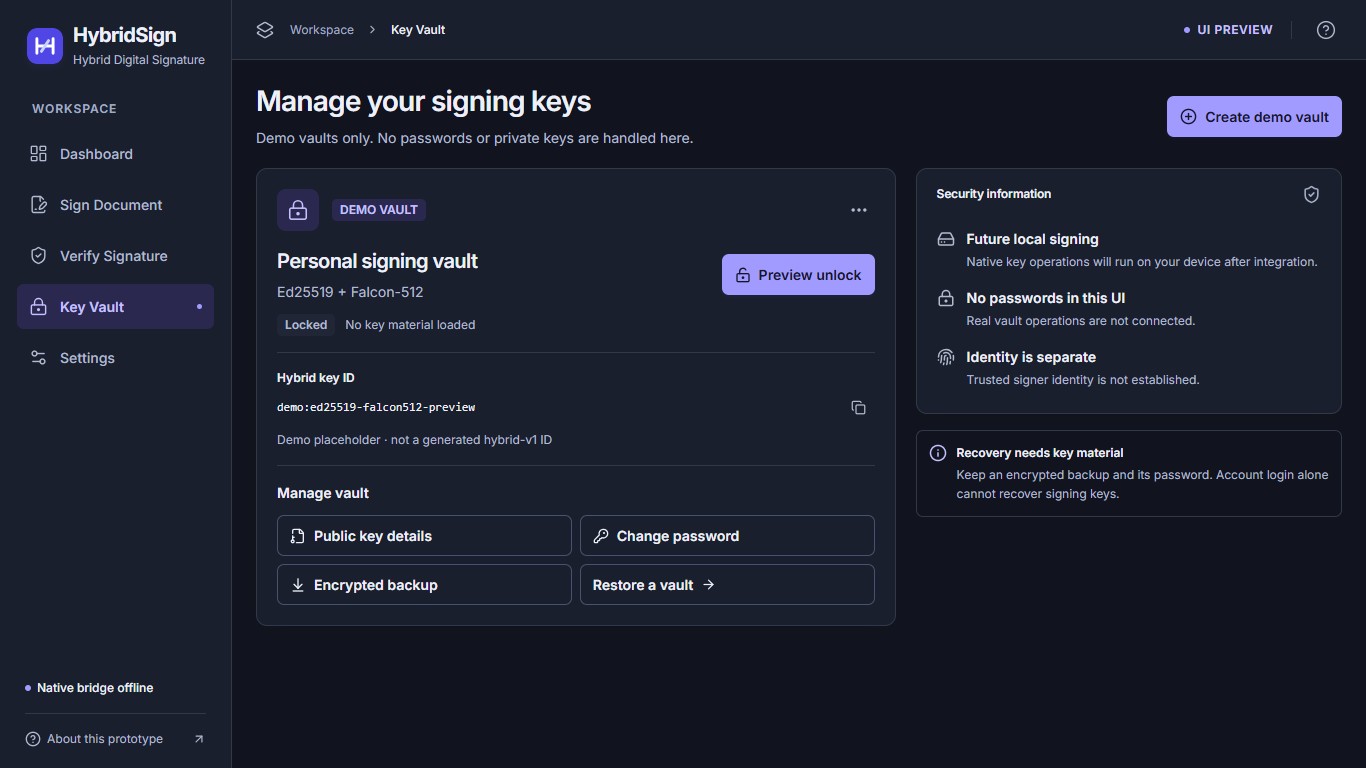 HybridSign
Hybrid Digital Signature
WORKSPACE
Dashboard
Sign Document
Verify Signature
Key Vault
Settings
Native bridge offline
About this prototype
Workspace
Key Vault
UI PREVIEW
Manage your signing keys
Demo vaults only. No passwords or private keys are handled here.
Create demo vault
DEMO VAULT
Personal signing vault
Ed25519 + Falcon-512
Preview unlock
Locked No key material loaded
Hybrid key ID
demo:ed25519-falcon512-preview
Demo placeholder · not a generated hybrid-v1 ID
Manage vault
Public key details
Change password
Encrypted backup
Restore a vault
Security information
Future local signing
Native key operations will run on your device after integration.
No passwords in this UI
Real vault operations are not connected.
Identity is separate
Trusted signer identity is not established.
Recovery needs key material
Keep an encrypted backup and its password. Account login alone
cannot recover signing keys.